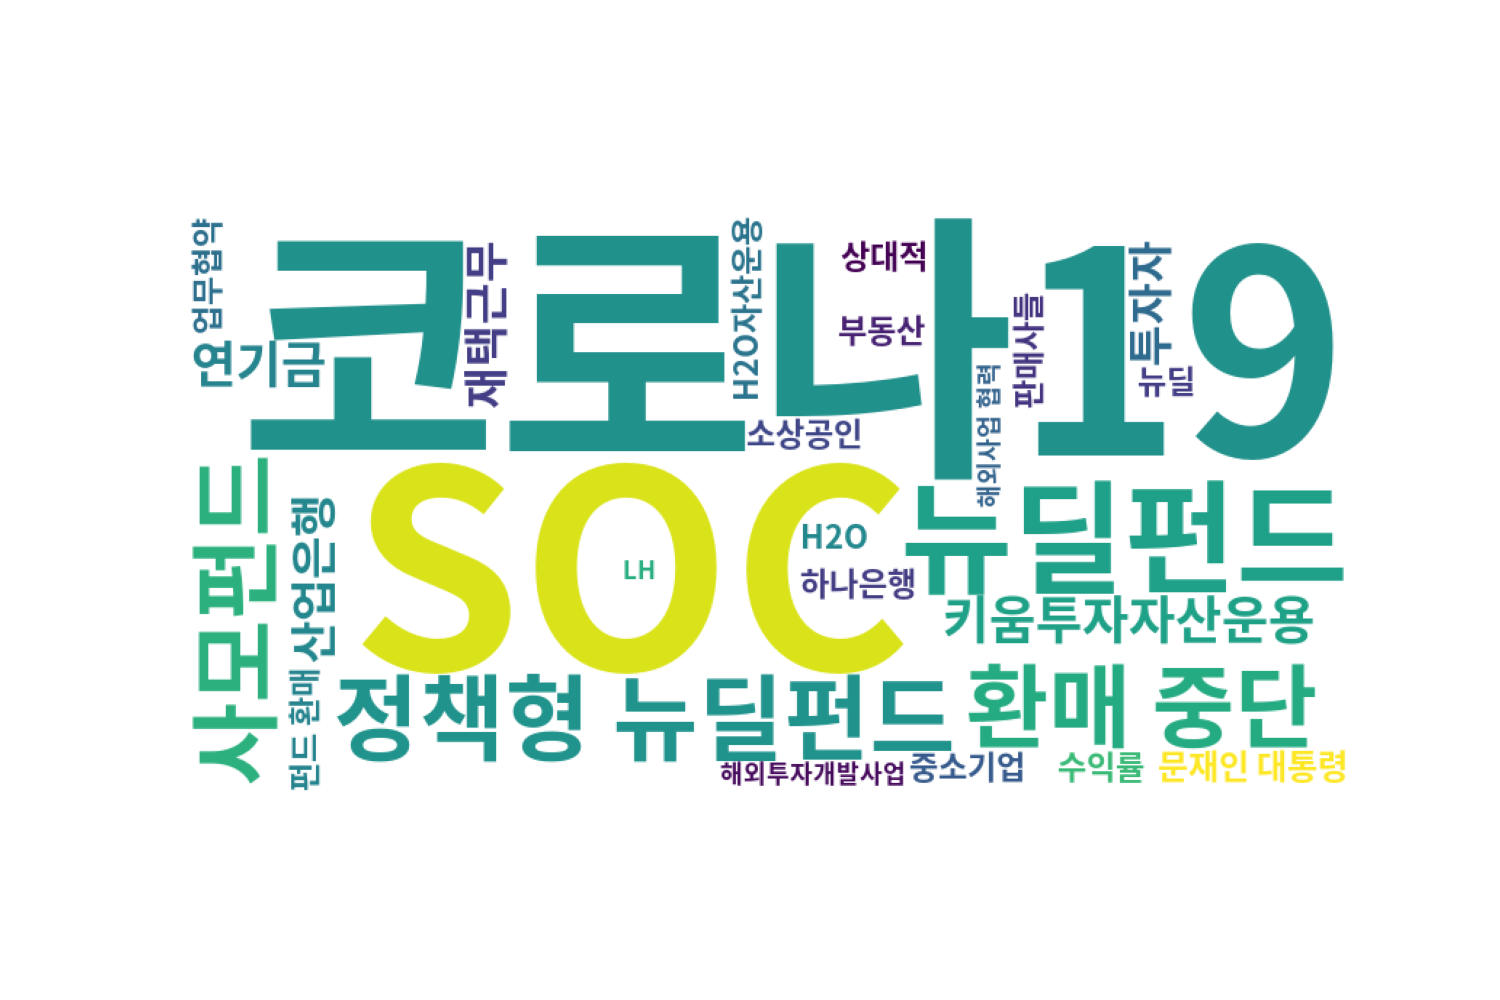 코로나19
업무협약
연기금
재택근무
H2O자산운용
상대적
부동산
판매사들
투자자
뉴딜
소상공인
해외사업 협력
사모펀드
산업은행
펀드 환매
SOC
LH
H2O
하나은행
뉴딜펀드
키움투자자산운용
정책형 뉴딜펀드
환매 중단
해외투자개발사업
중소기업
수익률
문재인 대통령